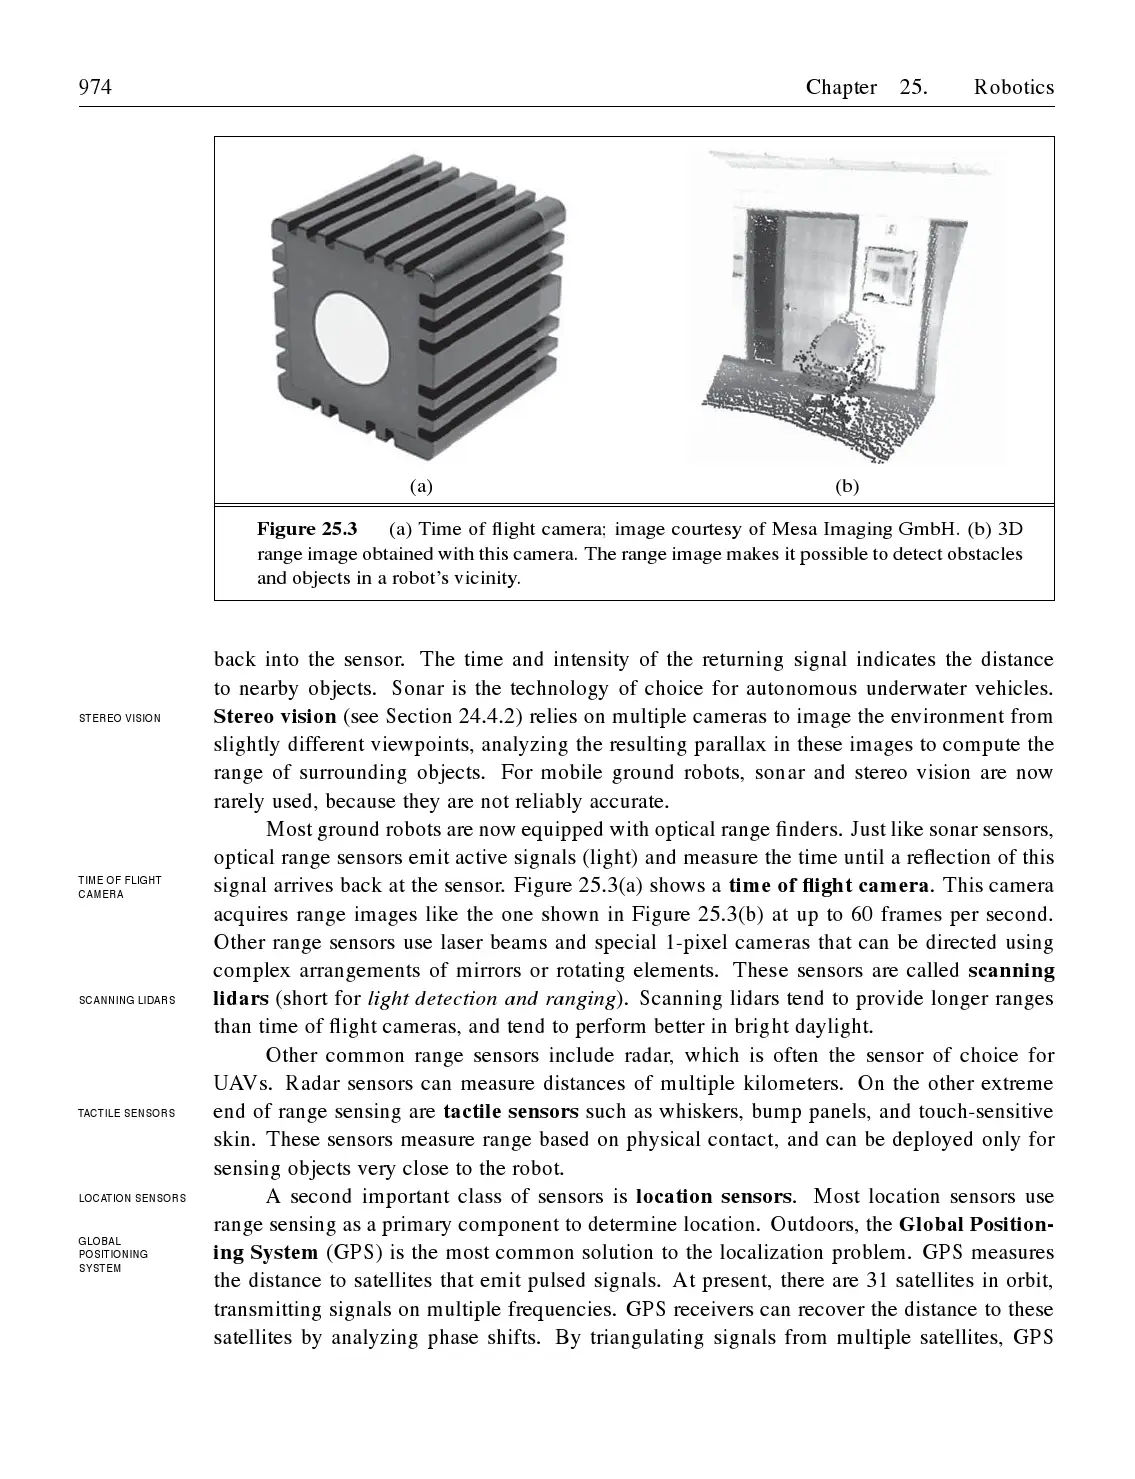 974
Chapter 25. Robotics
(a)
(b)
Figure 25.3 (a) Time of flight camera; image courtesy of Mesa Imaging GmbH. (b) 3D
range image obtained with this camera. The range image makes it possible to detect obstacles
and objects in a robot's vicinity.
back into the sensor. The time and intensity of the returning signal indicates the distance
to nearby objects. Sonar is the technology of choice for autonomous underwater vehicles.
STEREO VISION
Stereo vision (see Section 24.4.2) relies on multiple cameras to image the environment from
slightly different viewpoints, analyzing the resulting parallax in these images to compute the
range of surrounding objects. For mobile ground robots, sonar and stereo vision are now
rarely used, because they are not reliably accurate.
Most ground robots are now equipped with optical range finders. Just like sonar sensors,
optical range sensors emit active signals (light) and measure the time until a reflection of this
TIME OF FLIGHT
CAMERA
signal arrives back at the sensor. Figure 25.3(a) shows a time of flight camera. This camera
acquires range images like the one shown in Figure 25.3(b) at up to 60 frames per second.
Other range sensors use laser beams and special 1-pixel cameras that can be directed using
complex arrangements of mirrors or rotating elements. These sensors are called scanning
SCANNING LIDARS
lidars (short for light detection and ranging). Scanning lidars tend to provide longer ranges
than time of flight cameras, and tend to perform better in bright daylight.
Other common range sensors include radar, which is often the sensor of choice for
UAVs. Radar sensors can measure distances of multiple kilometers. On the other extreme
TACTILE SENSORS
end of range sensing are tactile sensors such as whiskers, bump panels, and touch-sensitive
skin. These sensors measure range based on physical contact, and can be deployed only for
sensing objects very close to the robot.
LOCATION SENSORS
A second important class of sensors is location sensors. Most location sensors use
range sensing as a primary component to determine location. Outdoors, the Global Position-
GLOBAL
POSITIONING
SYSTEM
ing System (GPS) is the most common solution to the localization problem. GPS measures
the distance to satellites that emit pulsed signals. At present, there are 31 satellites in orbit,
transmitting signals on multiple frequencies. GPS receivers can recover the distance to these
satellites by analyzing phase shifts. By triangulating signals from multiple satellites, GPS